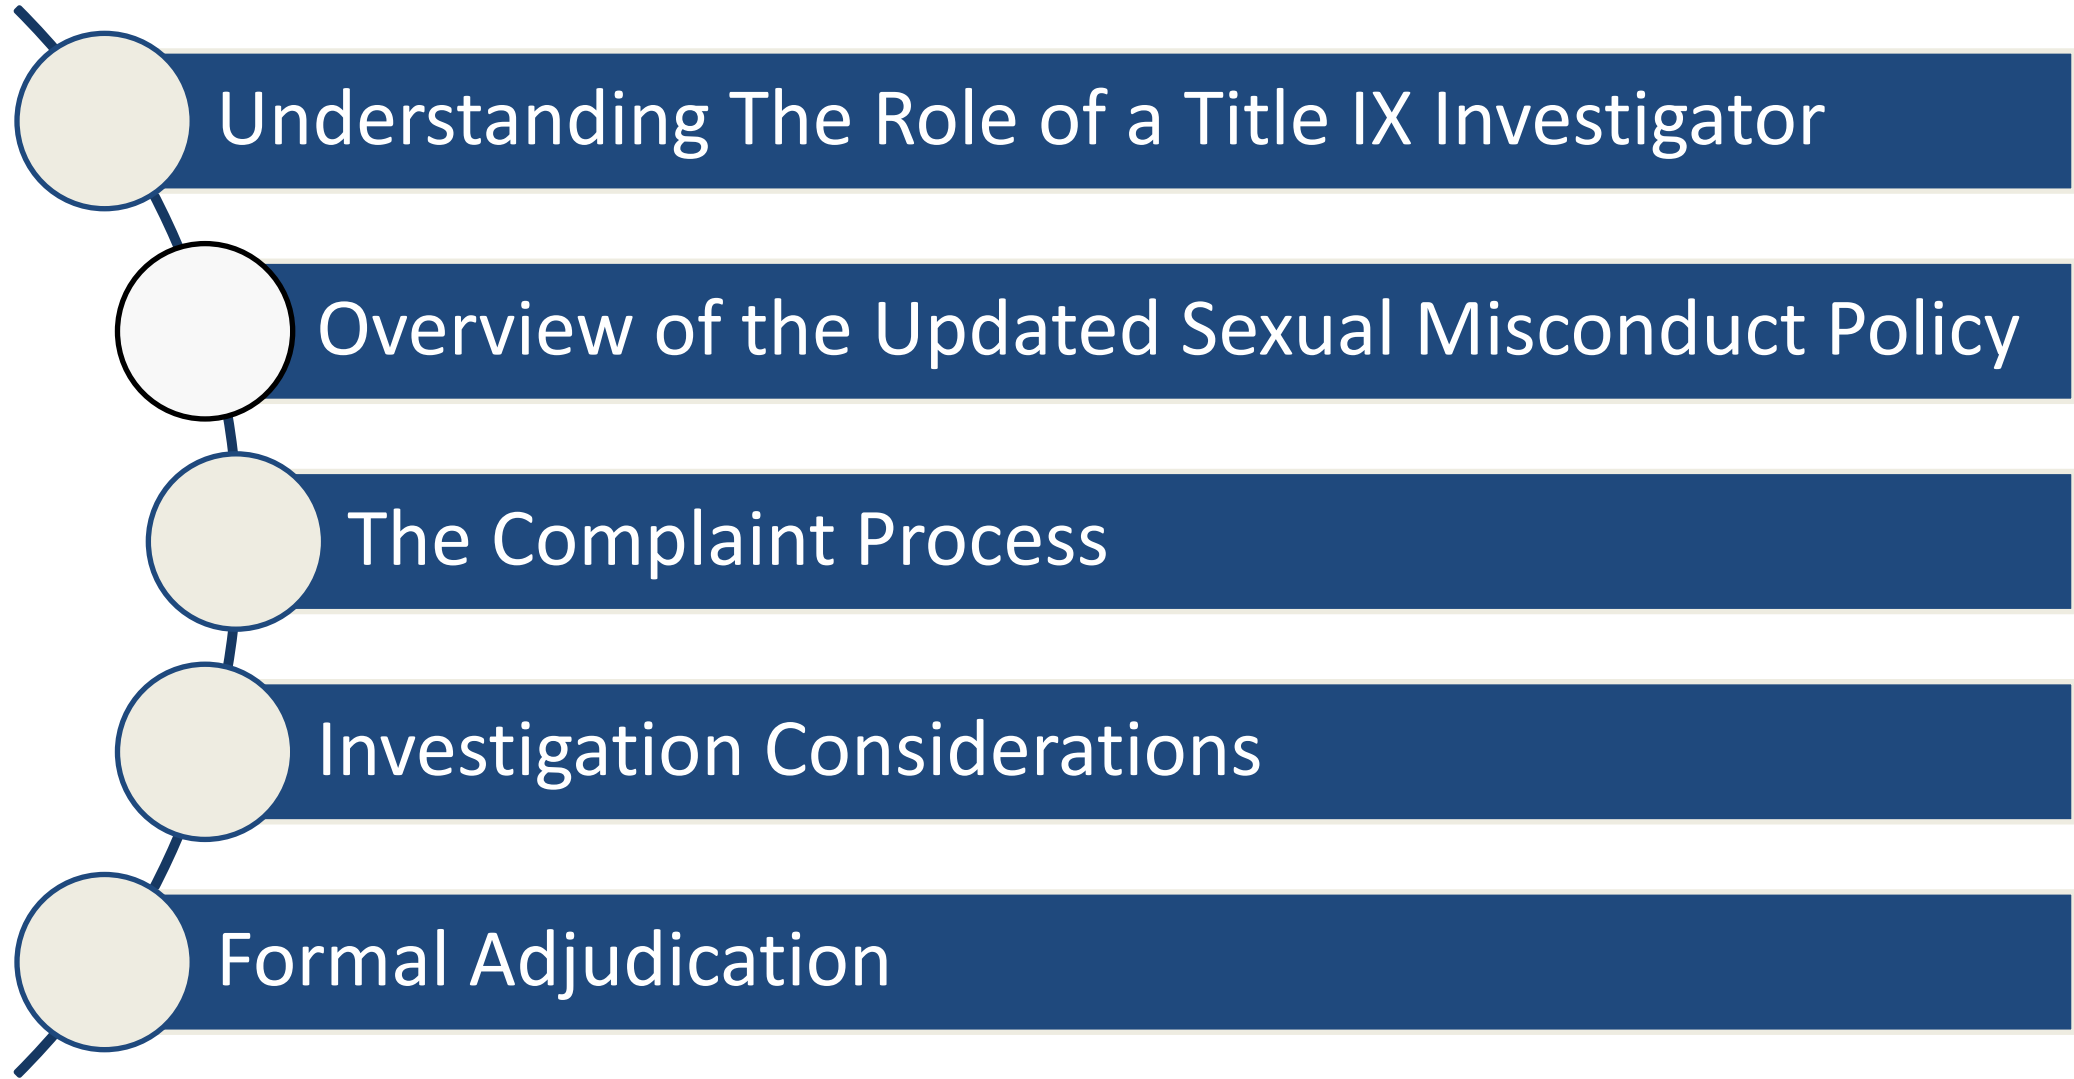 Understanding The Role of a Title IX Investigator
Overview of the Updated Sexual Misconduct Policy
The Complaint Process
Investigation Considerations
Formal Adjudication